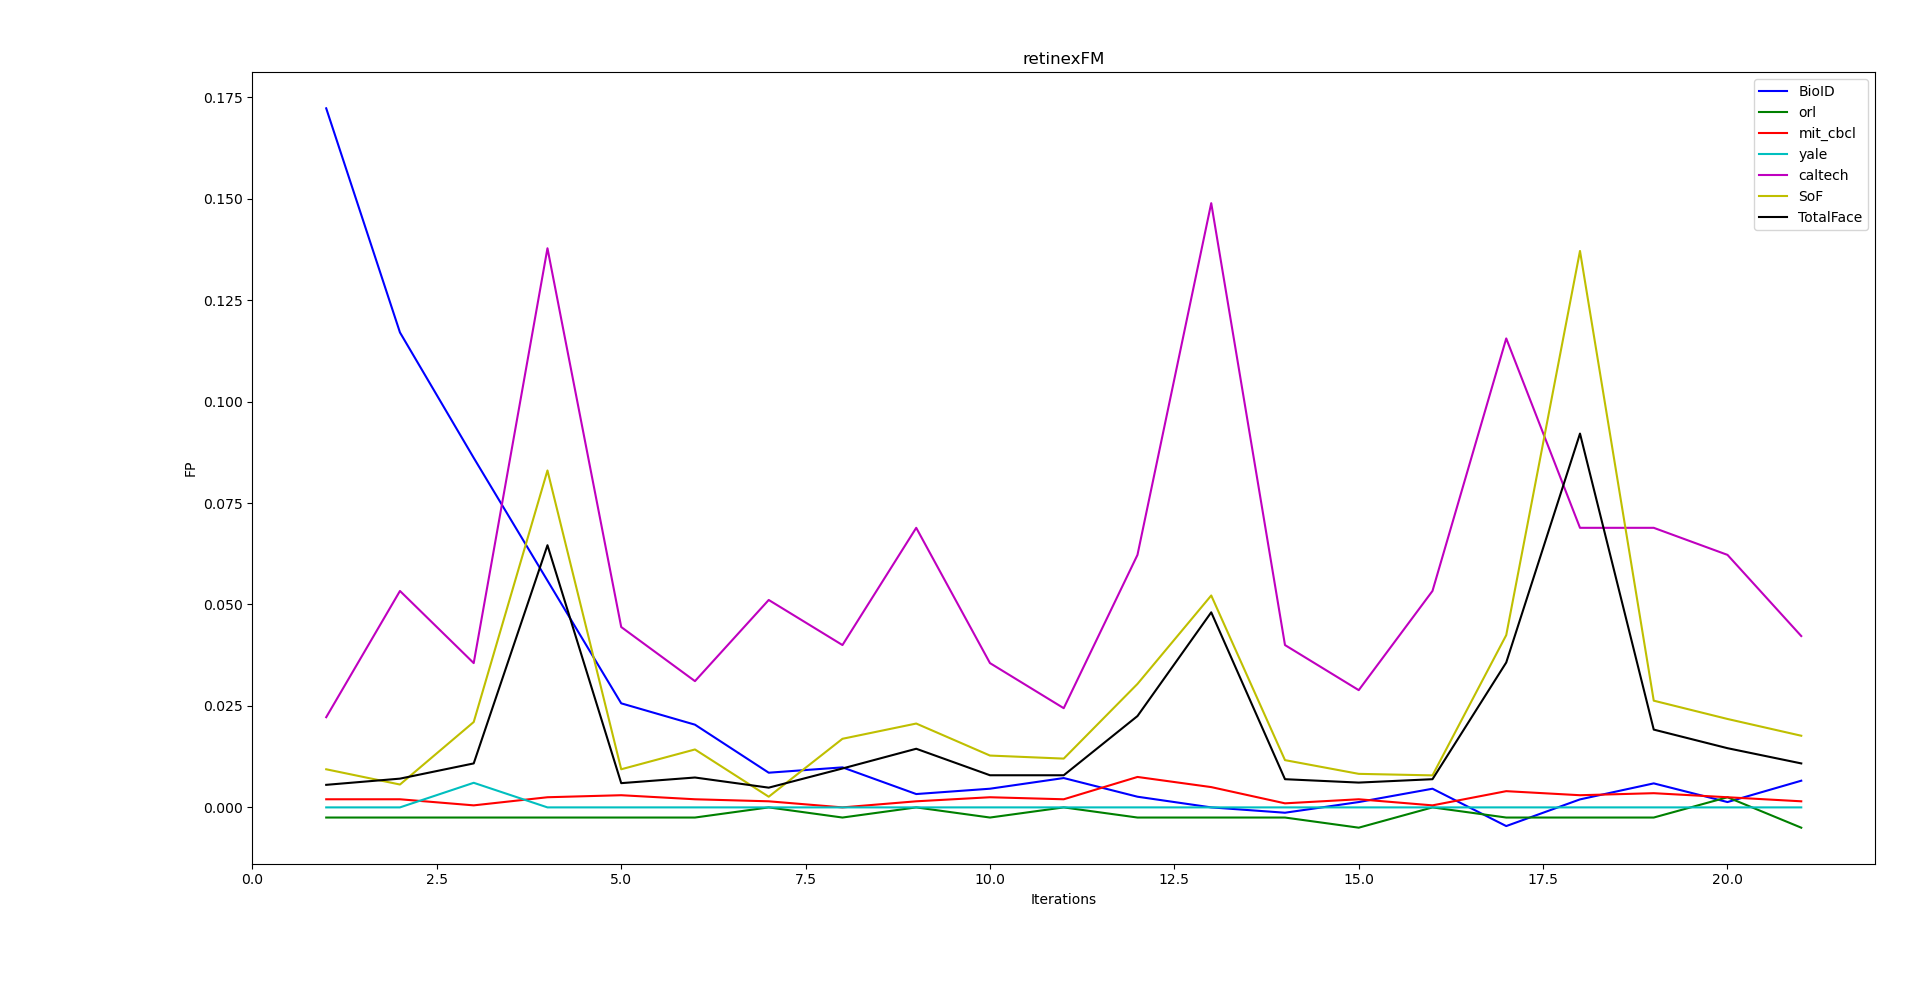 retinexFM
BioID
orl
mit_cbcl
yale
caltech
SoF
TotalFace
0.175
0.150
0.125
0.100
0.075
0.050
0.025
0.000
FP
0.0 2.5 5.0 7.5 10.0 12.5 15.0 17.5 20.0
Iterations